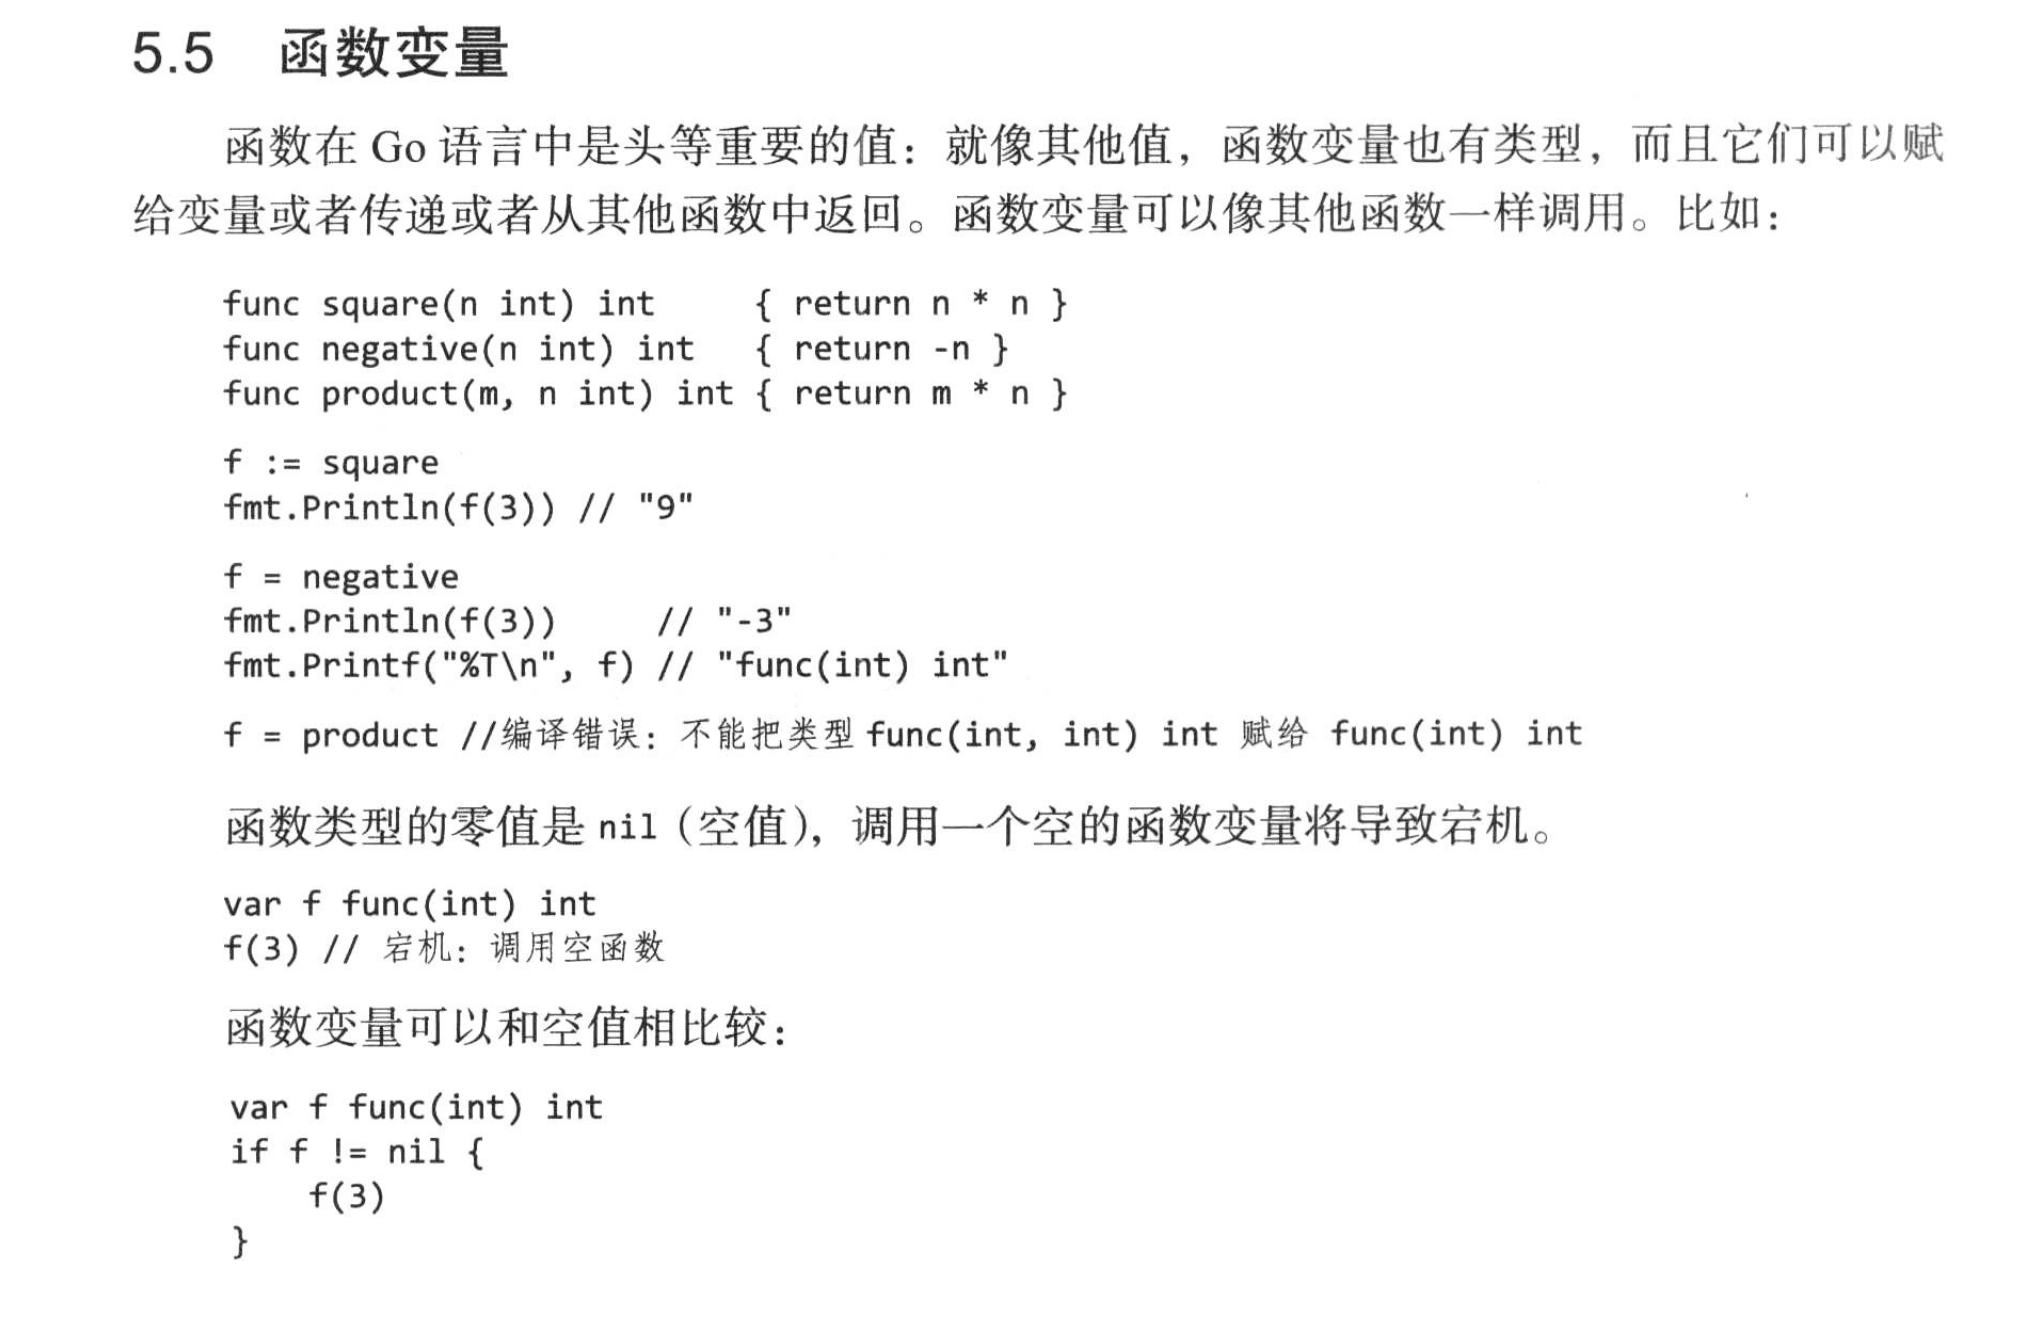 5.5 函数变量
函数在 Go 语言中是头等重要的值：就像其他值，函数变量也有类型，而且它们可以赋
给变量或者传递或者从其他函数中返回。函数变量可以像其他函数一样调用。比如：
func square(n int) int     { return n * n }
func negative(n int) int   { return -n }
func product(m, n int) int { return m * n }
f := square
fmt.Println(f(3)) // "9"
f = negative
fmt.Println(f(3))     // "-3"
fmt.Printf("%T\n", f) // "func(int) int"
f = product //编译错误：不能把类型 func(int, int) int 赋给 func(int) int
函数类型的零值是 nil（空值），调用一个空的函数变量将导致宕机。
var f func(int) int
f(3) // 宕机：调用空函数
函数变量可以和空值相比较：
var f func(int) int
if f != nil {
    f(3)
}